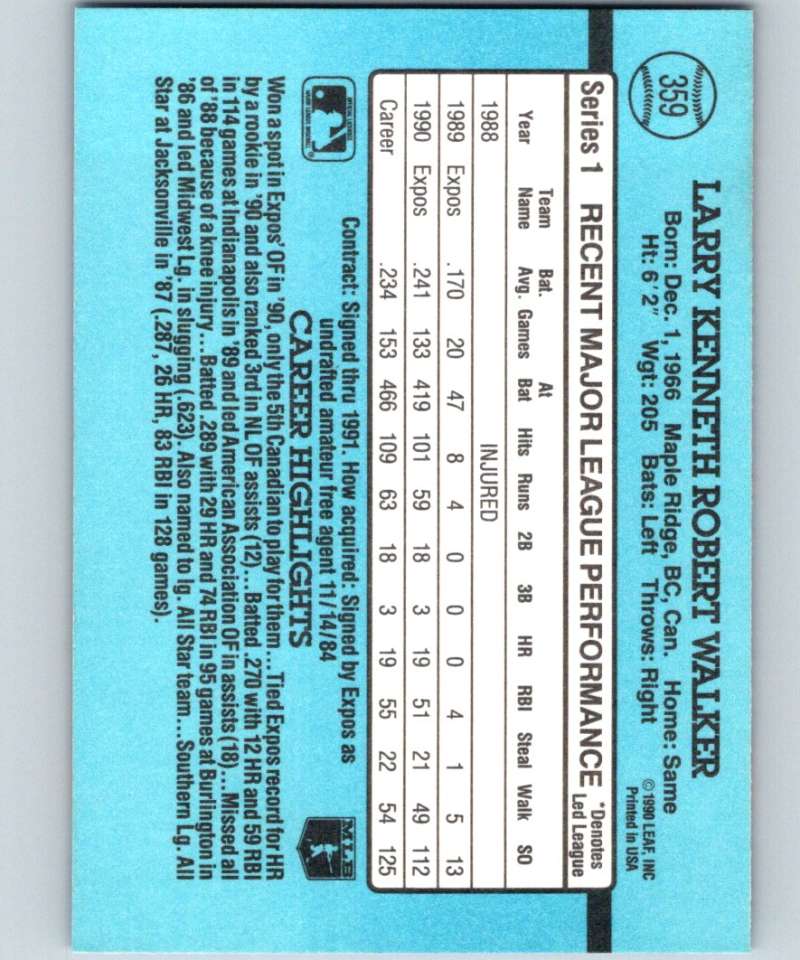 359
LARRY KENNETH ROBERT WALKER
Born: Dec. 1, 1966 Maple Ridge, BC, Can. Home: Same
Ht: 6'2" Wgt: 205 Bats: Left Throws: Right
© 1990 LEAF, INC
Printed in USA
Series 1 RECENT MAJOR LEAGUE PERFORMANCE *Denotes
Led League
Year Team Name Bat. Avg. Games At Bat Hits Runs 2B 3B HR RBI Steal Walk SO
1988 INJURED
1989 Expos .170 20 47 8 4 0 0 0 4 1 5 13
1990 Expos .241 133 419 101 59 18 3 19 51 21 49 112
Career .234 153 466 109 63 18 3 19 55 22 54 125
Contract: Signed thru 1991. How acquired: Signed by Expos as
undrafted amateur free agent 11/14/84
CAREER HIGHLIGHTS
MLB
Won a spot in Expos' OF in '90, only the 5th Canadian to play for them...Tied Expos record for HR
by a rookie in '90 and also ranked 3rd in NL OF assists (12)...Batted .270 with 12 HR and 59 RBI
in 114 games at Indianapolis in '89 and led American Association OF in assists (18)...Missed all
of '88 because of a knee injury...Batted .289 with 29 HR and 74 RBI in 95 games at Burlington in
'86 and led Midwest Lg. in slugging (.623). Also named to lg. All Star team...Southern Lg. All
Star at Jacksonville in '87 (.287, 26 HR, 83 RBI in 128 games).